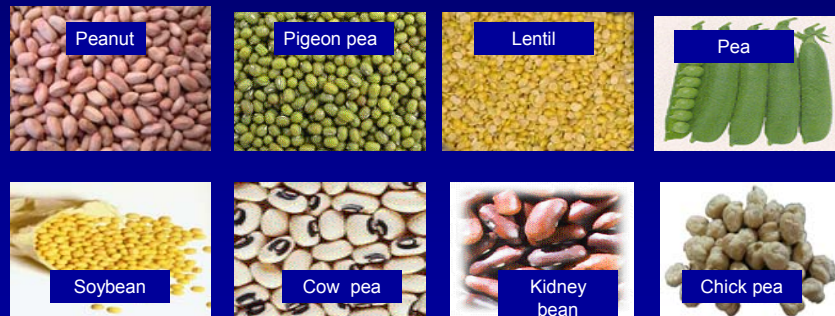 Peanut
Pigeon pea
Lentil
Pea
Soybean
Cow pea
Kidney
bean
Chick pea